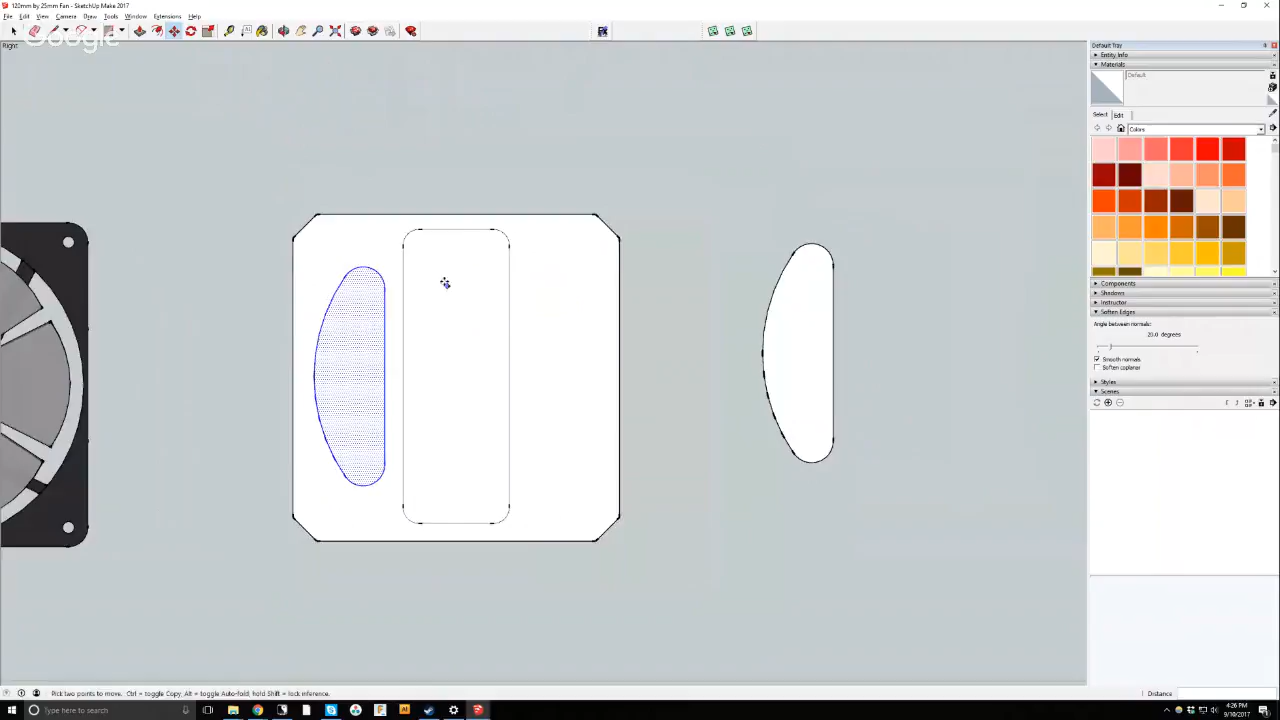 120mm by 25mm Fan - SketchUp Make 2017
File Edit View Camera Draw Tools Window Extensions Help
Google
Right
Default Tray
Entity Info
Materials
Default
Select Edit
Colors
Components
Shadows
Instructor
Soften Edges
Angle between normals:
20.0 degrees
Smooth normals
Soften coplanar
Styles
Scenes
Pick two points to move. Ctrl = toggle Copy, Alt = toggle Auto-fold, hold Shift = lock inference.
Distance
Type here to search
4:26 PM
9/10/2017